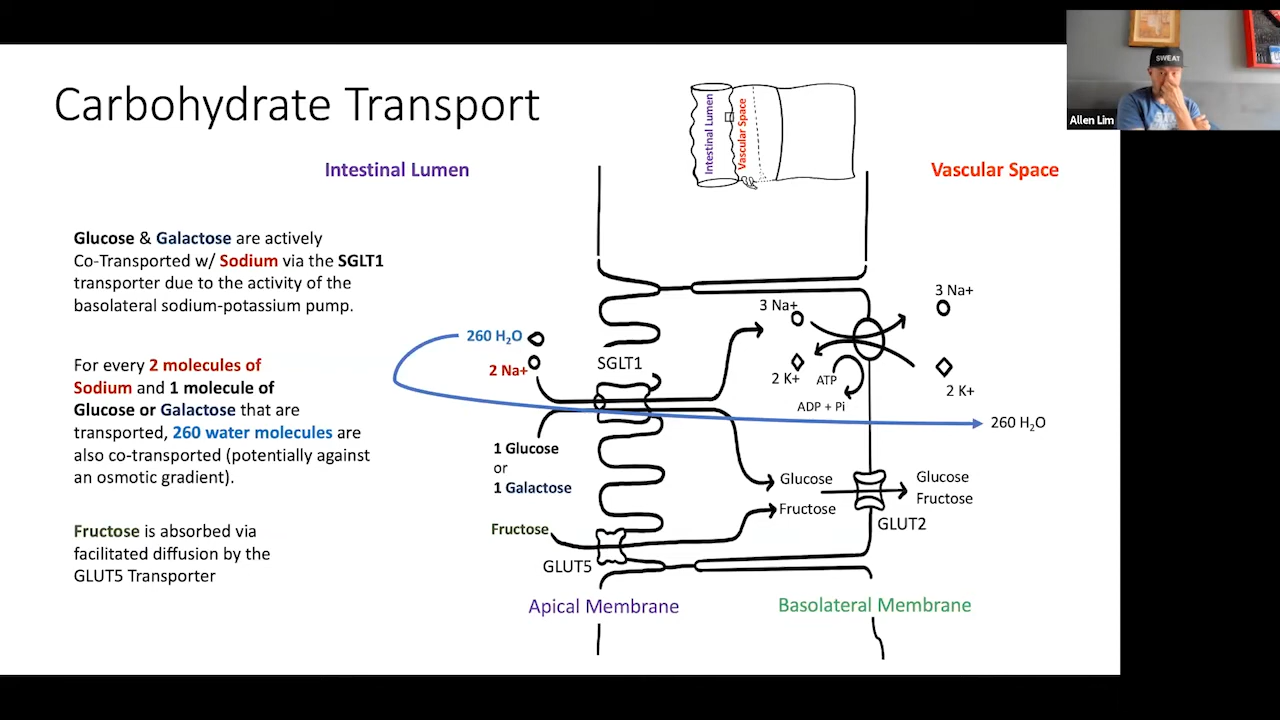 SWEAT
Allen Lim
Carbohydrate Transport
Intestinal Lumen
Vascular Space
Intestinal Lumen
Vascular Space
Glucose & Galactose are actively
Co-Transported w/ Sodium via the SGLT1
transporter due to the activity of the
basolateral sodium-potassium pump.
For every 2 molecules of
Sodium and 1 molecule of
Glucose or Galactose that are
transported, 260 water molecules are
also co-transported (potentially against
an osmotic gradient).
Fructose is absorbed via
facilitated diffusion by the
GLUT5 Transporter
260 H₂O
2 Na+
SGLT1
1 Glucose
or
1 Galactose
Fructose
GLUT5
3 Na+
3 Na+
2 K+
ATP
ADP + Pi
2 K+
260 H₂O
Glucose
Fructose
Glucose
Fructose
GLUT2
Apical Membrane
Basolateral Membrane